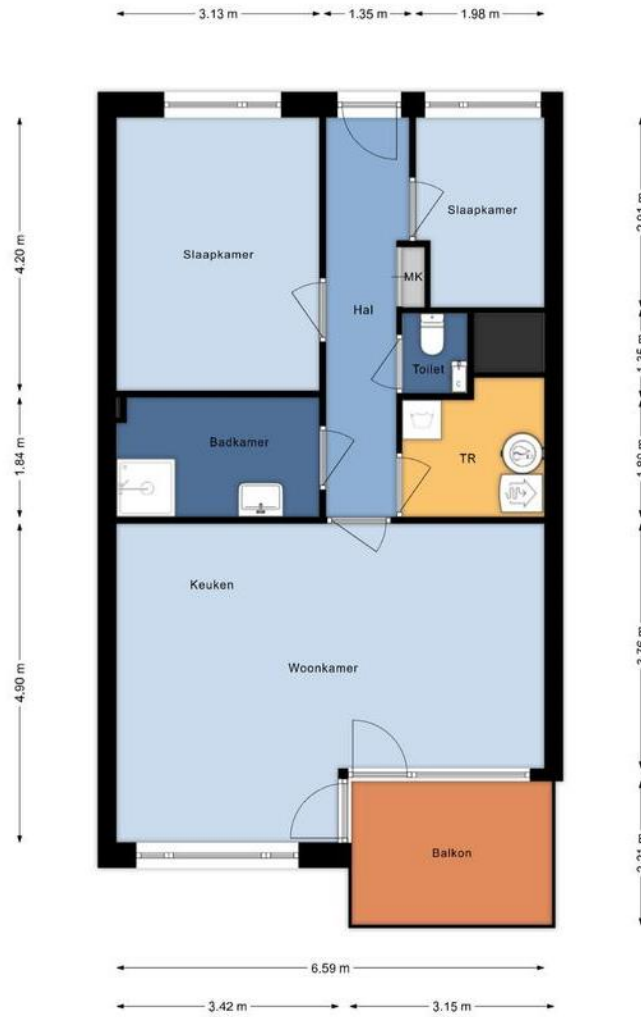 3.13 m
1.35 m
1.98 m
4.20 m
1.84 m
4.90 m
Slaapkamer
Slaapkamer
MK
Hal
Toilet
Badkamer
TR
Keuken
Woonkamer
Balkon
6.59 m
3.42 m
3.15 m